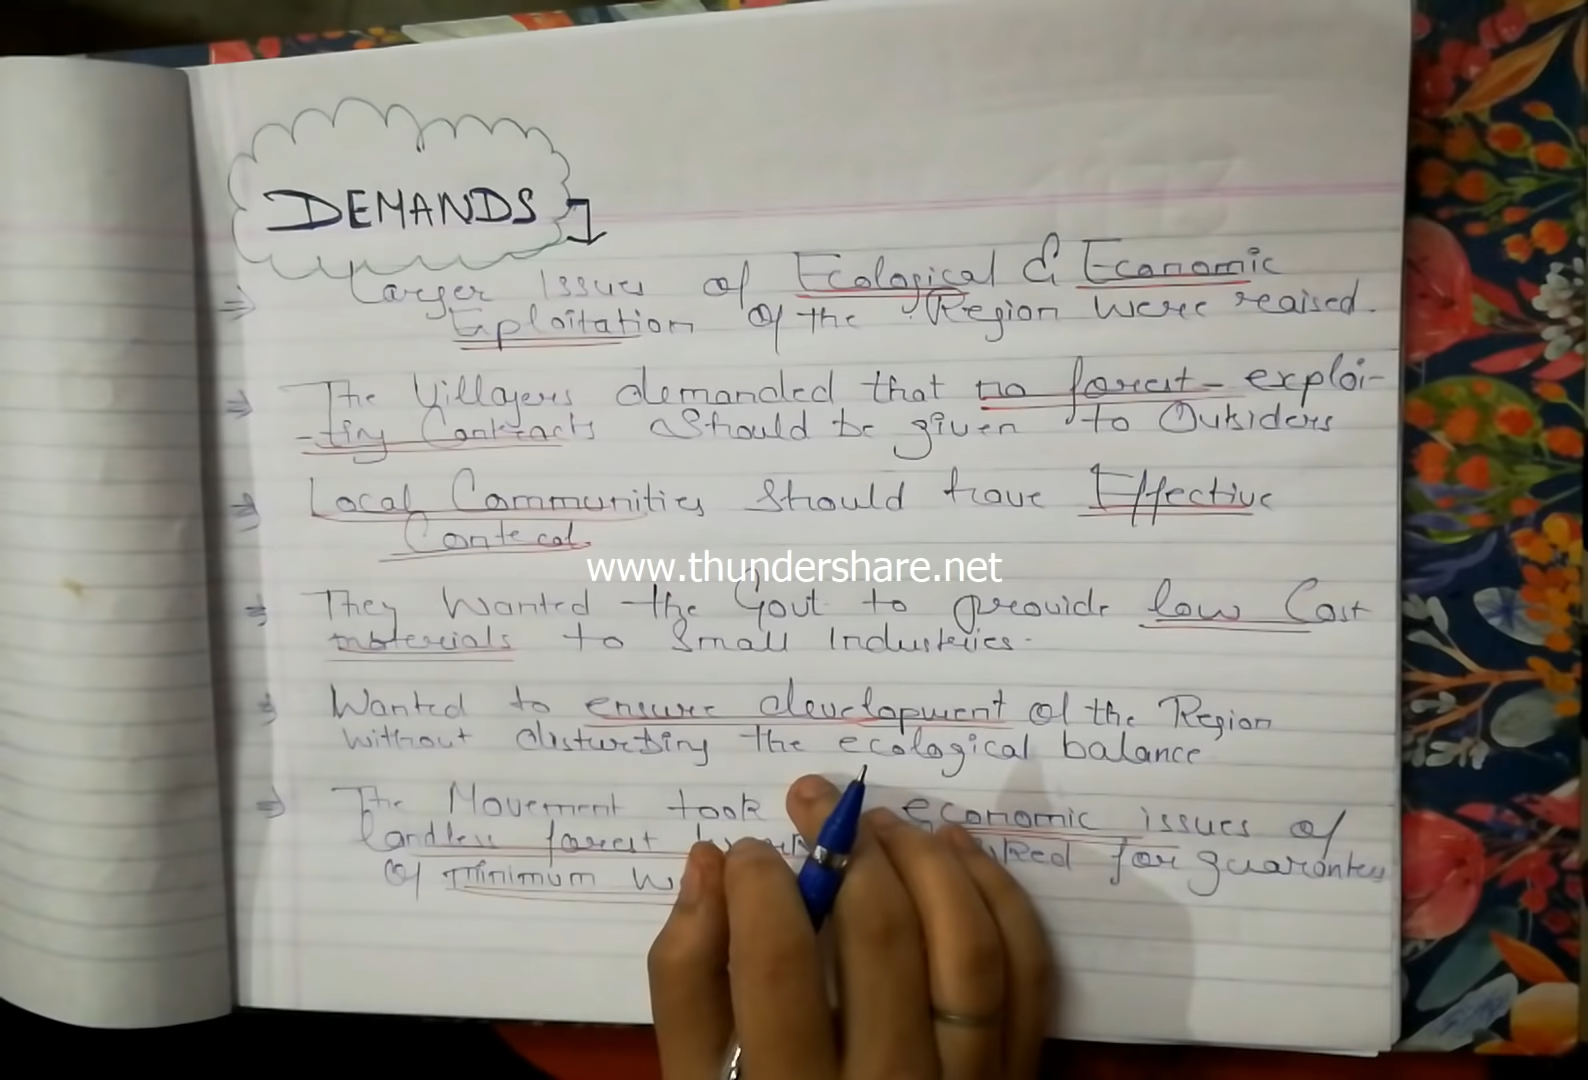 DEMANDS
⇒ Larger Issues of Ecological & Economic
Exploitation of the Region were raised.
⇒ The Villagers demanded that no forest-exploi-
-ting Contracts Should be given to Outsiders
⇒ Local Communities Should have Effective
Control.
www.thundershare.net
⇒ They Wanted the Govt to provide low Cost
materials to Small Industries.
⇒ Wanted to ensure development of the Region
without disturbing the ecological balance
⇒ The Movement took economic issues of
landless forest for guarantee
of minimum